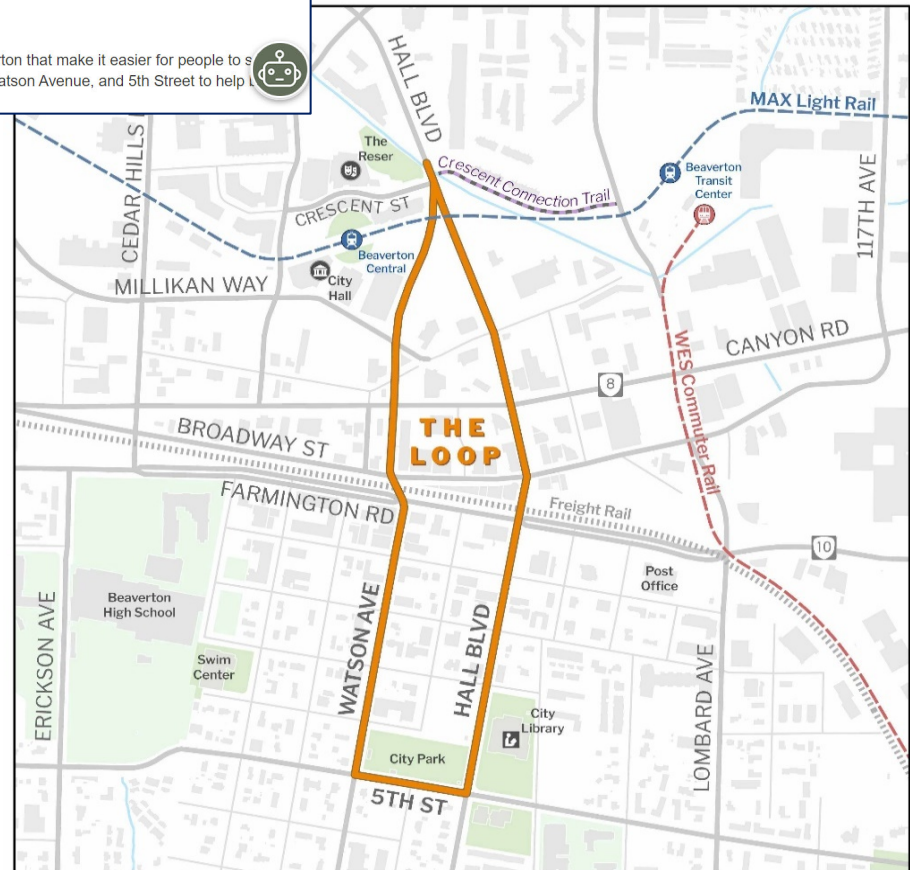 rton that make it easier for people to
atson Avenue, and 5th Street to help
HALL BLVD
MAX Light Rail
The
Reser
Crescent Connection Trail
Beaverton
Transit
Center
CEDAR HILLS
CRESCENT ST
117TH AVE
Beaverton
Central
MILLIKAN WAY
City
Hall
CANYON RD
WES Commuter Rail
8
THE
LOOP
BROADWAY ST
FARMINGTON RD
Freight Rail
10
Post
Office
Beaverton
High School
ERICKSON AVE
WATSON AVE
HALL BLVD
LOMBARD AVE
Swim
Center
City
Library
City Park
5TH ST